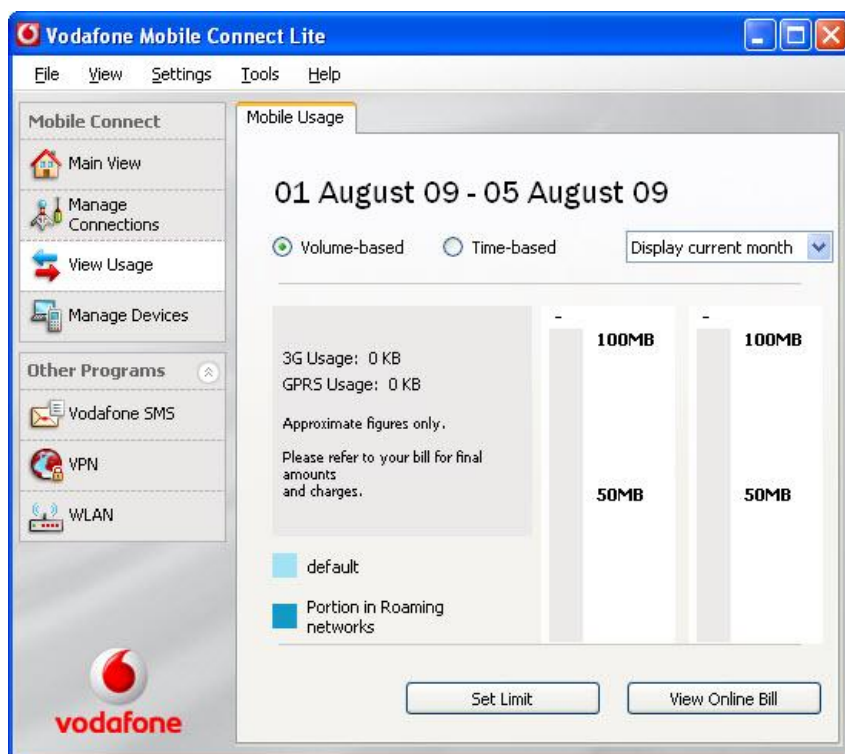 Vodafone Mobile Connect Lite
File View Settings Tools Help
Mobile Connect
Main View
Manage
Connections
View Usage
Manage Devices
Other Programs
Vodafone SMS
VPN
WLAN
vodafone
Mobile Usage
01 August 09 - 05 August 09
Volume-based Time-based Display current month
3G Usage: 0 KB
GPRS Usage: 0 KB
Approximate figures only.
Please refer to your bill for final
amounts
and charges.
default
Portion in Roaming
networks
- -
100MB 100MB
50MB 50MB
Set Limit View Online Bill